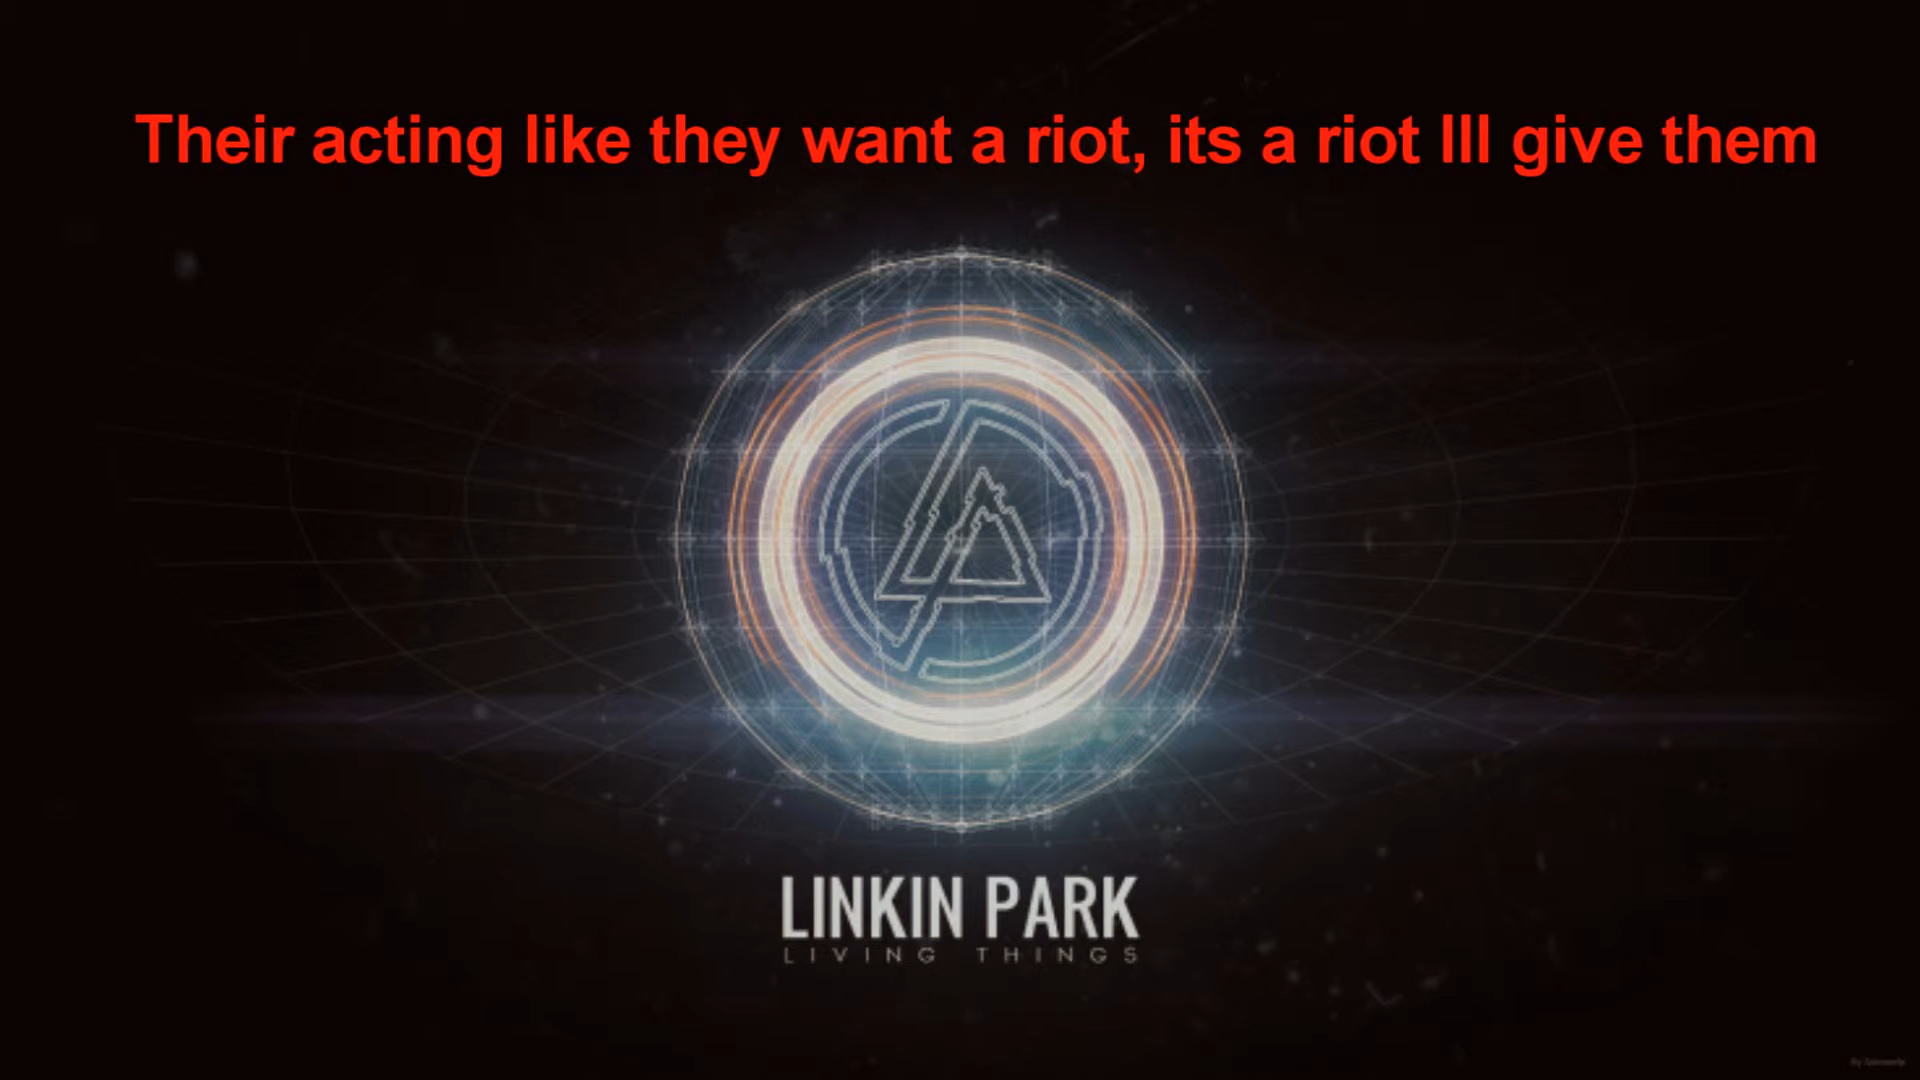 Their acting like they want a riot, its a riot Ill give them
LINKIN PARK
LIVING THINGS